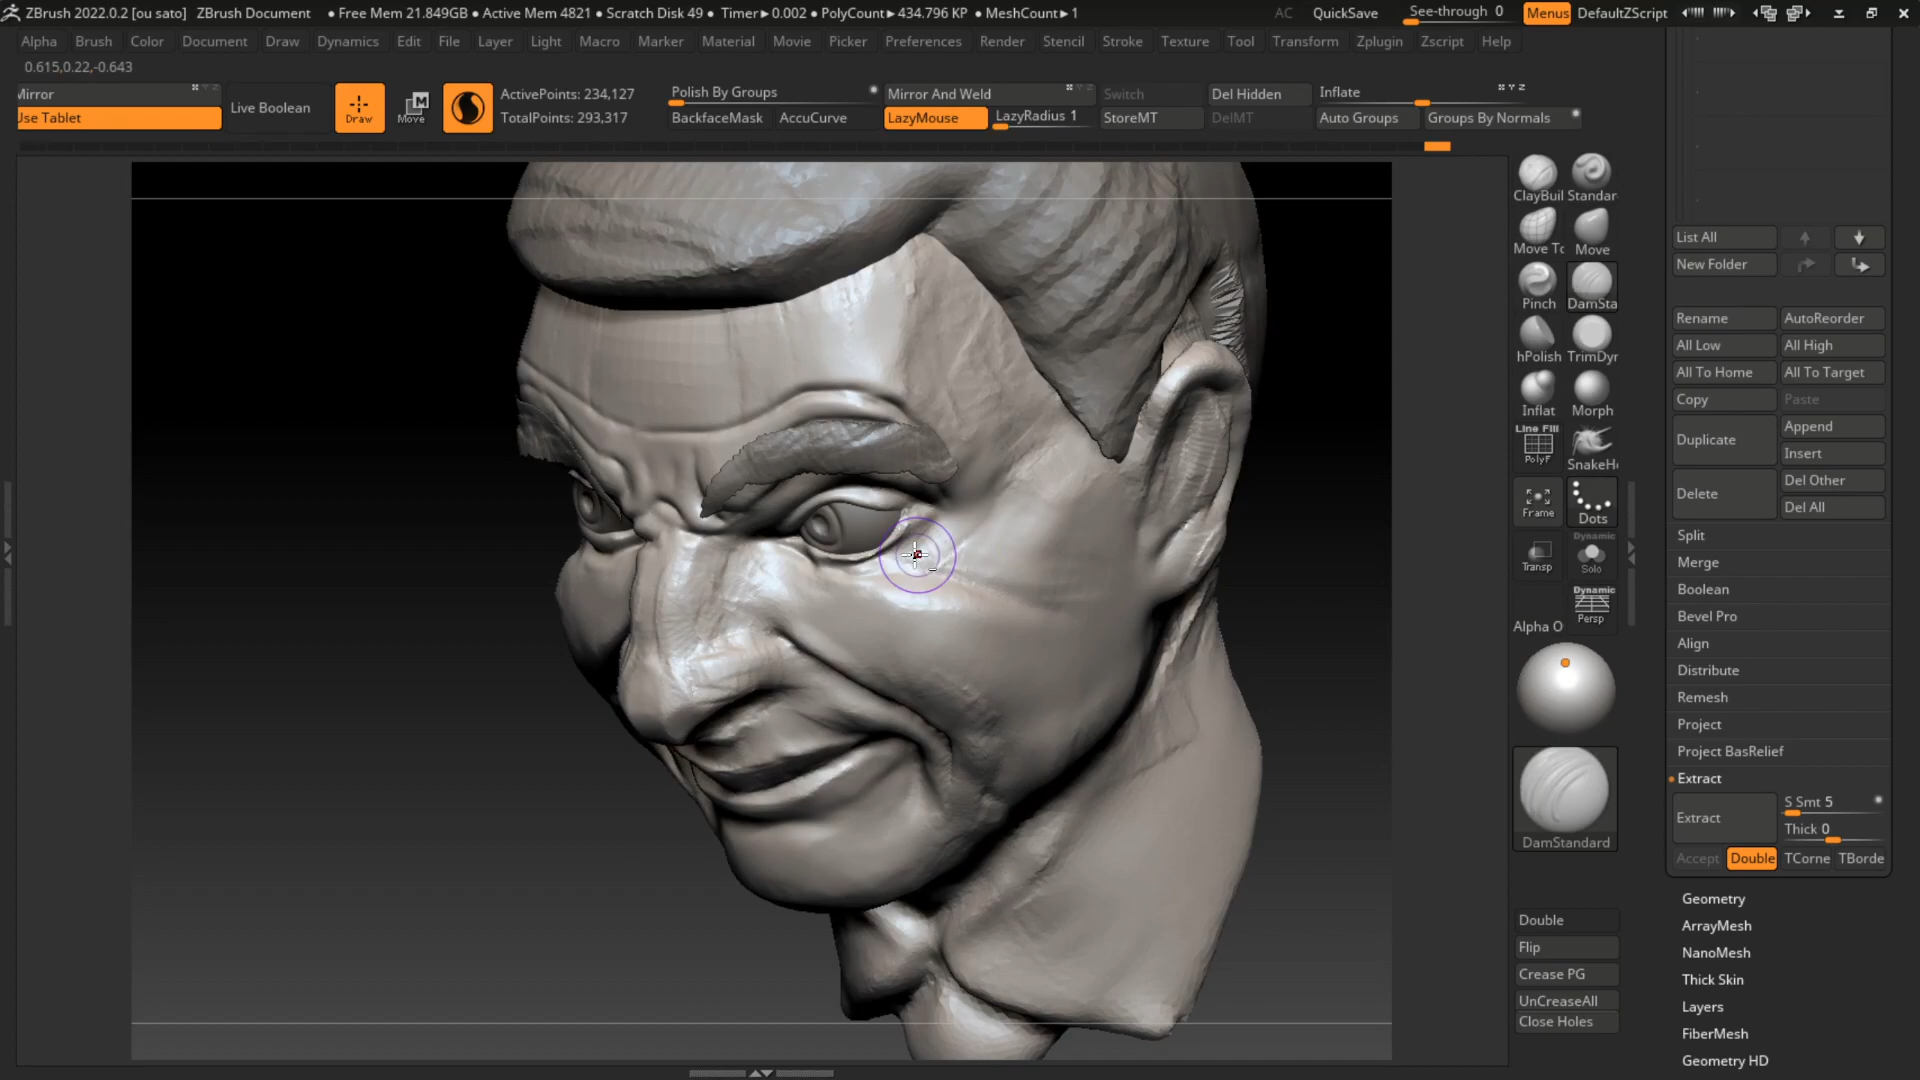 ZBrush 2022.0.2 [ou sato] ZBrush Document • Free Mem 21.849GB • Active Mem 4821 • Scratch Disk 49 • Timer▸0.002 • PolyCount▸434.796 KP • MeshCount▸1 AC QuickSave See-through 0 Menus DefaultZScript
Alpha Brush Color Document Draw Dynamics Edit File Layer Light Macro Marker Material Movie Picker Preferences Render Stencil Stroke Texture Tool Transform Zplugin Zscript Help
0.615,0.22,-0.643
Mirror Live Boolean Draw Move ActivePoints: 234,127 Polish By Groups Mirror And Weld Switch Del Hidden Inflate
Use Tablet TotalPoints: 293,317 BackfaceMask AccuCurve LazyMouse LazyRadius 1 StoreMT DelMT Auto Groups Groups By Normals
ClayBuil Standar
Move To Move
Pinch DamSta
hPolish TrimDyr
Inflat Morph
Line Fill
PolyF SnakeH
Frame Dots
Dynamic
Transp Solo
Dynamic
Persp
Alpha O
DamStandard
Double
Flip
Crease PG
UnCreaseAll
Close Holes
List All
New Folder
Rename AutoReorder
All Low All High
All To Home All To Target
Copy Paste
Duplicate Append
Insert
Delete Del Other
Del All
Split
Merge
Boolean
Bevel Pro
Align
Distribute
Remesh
Project
Project BasRelief
Extract
Extract S Smt 5
Thick 0
Accept Double TCorne TBorde
Geometry
ArrayMesh
NanoMesh
Thick Skin
Layers
FiberMesh
Geometry HD